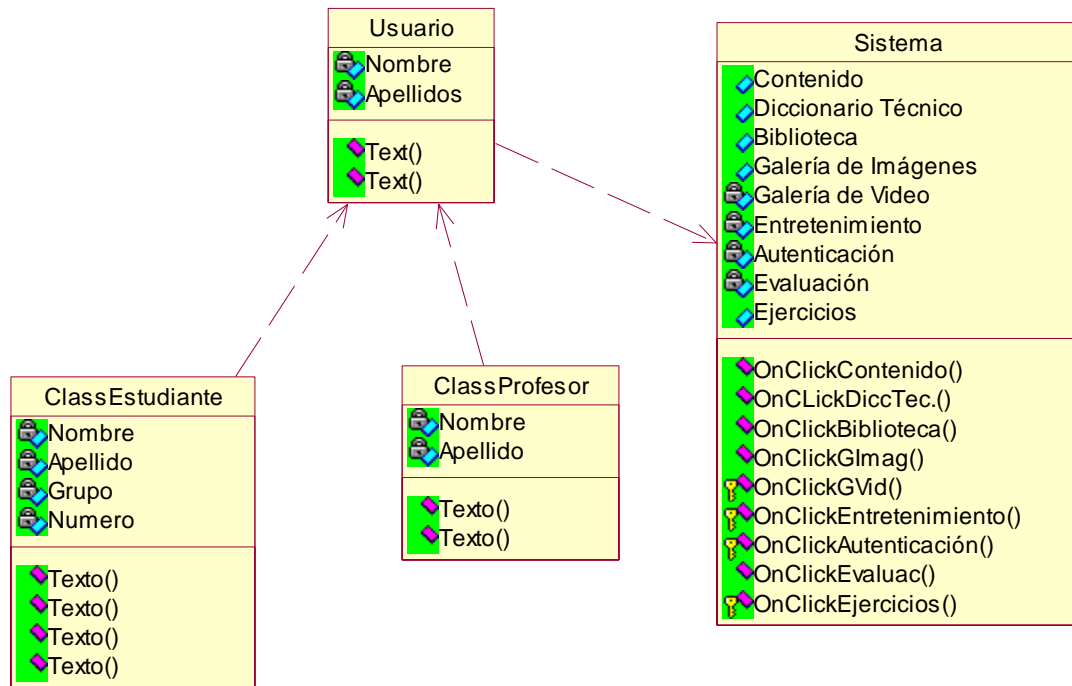 Usuario
Nombre
Apellidos
Text()
Text()
Sistema
Contenido
Diccionario Técnico
Biblioteca
Galería de Imágenes
Galería de Video
Entretenimiento
Autenticación
Evaluación
Ejercicios
OnClickContenido()
OnCLickDiccTec.()
OnClickBiblioteca()
OnClickGImag()
OnClickGVid()
OnClickEntretenimiento()
OnClickAutenticación()
OnClickEvaluac()
OnClickEjercicios()
ClassEstudiante
Nombre
Apellido
Grupo
Numero
Texto()
Texto()
Texto()
Texto()
ClassProfesor
Nombre
Apellido
Texto()
Texto()